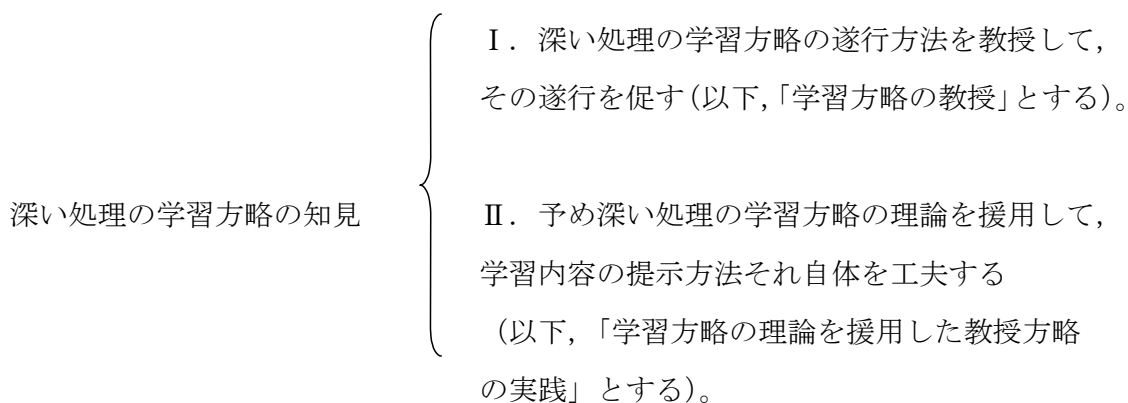 Ⅰ．深い処理の学習方略の遂行方法を教授して，
その遂行を促す（以下，「学習方略の教授」とする）。
深い処理の学習方略の知見
Ⅱ．予め深い処理の学習方略の理論を援用して，
学習内容の提示方法それ自体を工夫する
（以下，「学習方略の理論を援用した教授方略
の実践」とする）。